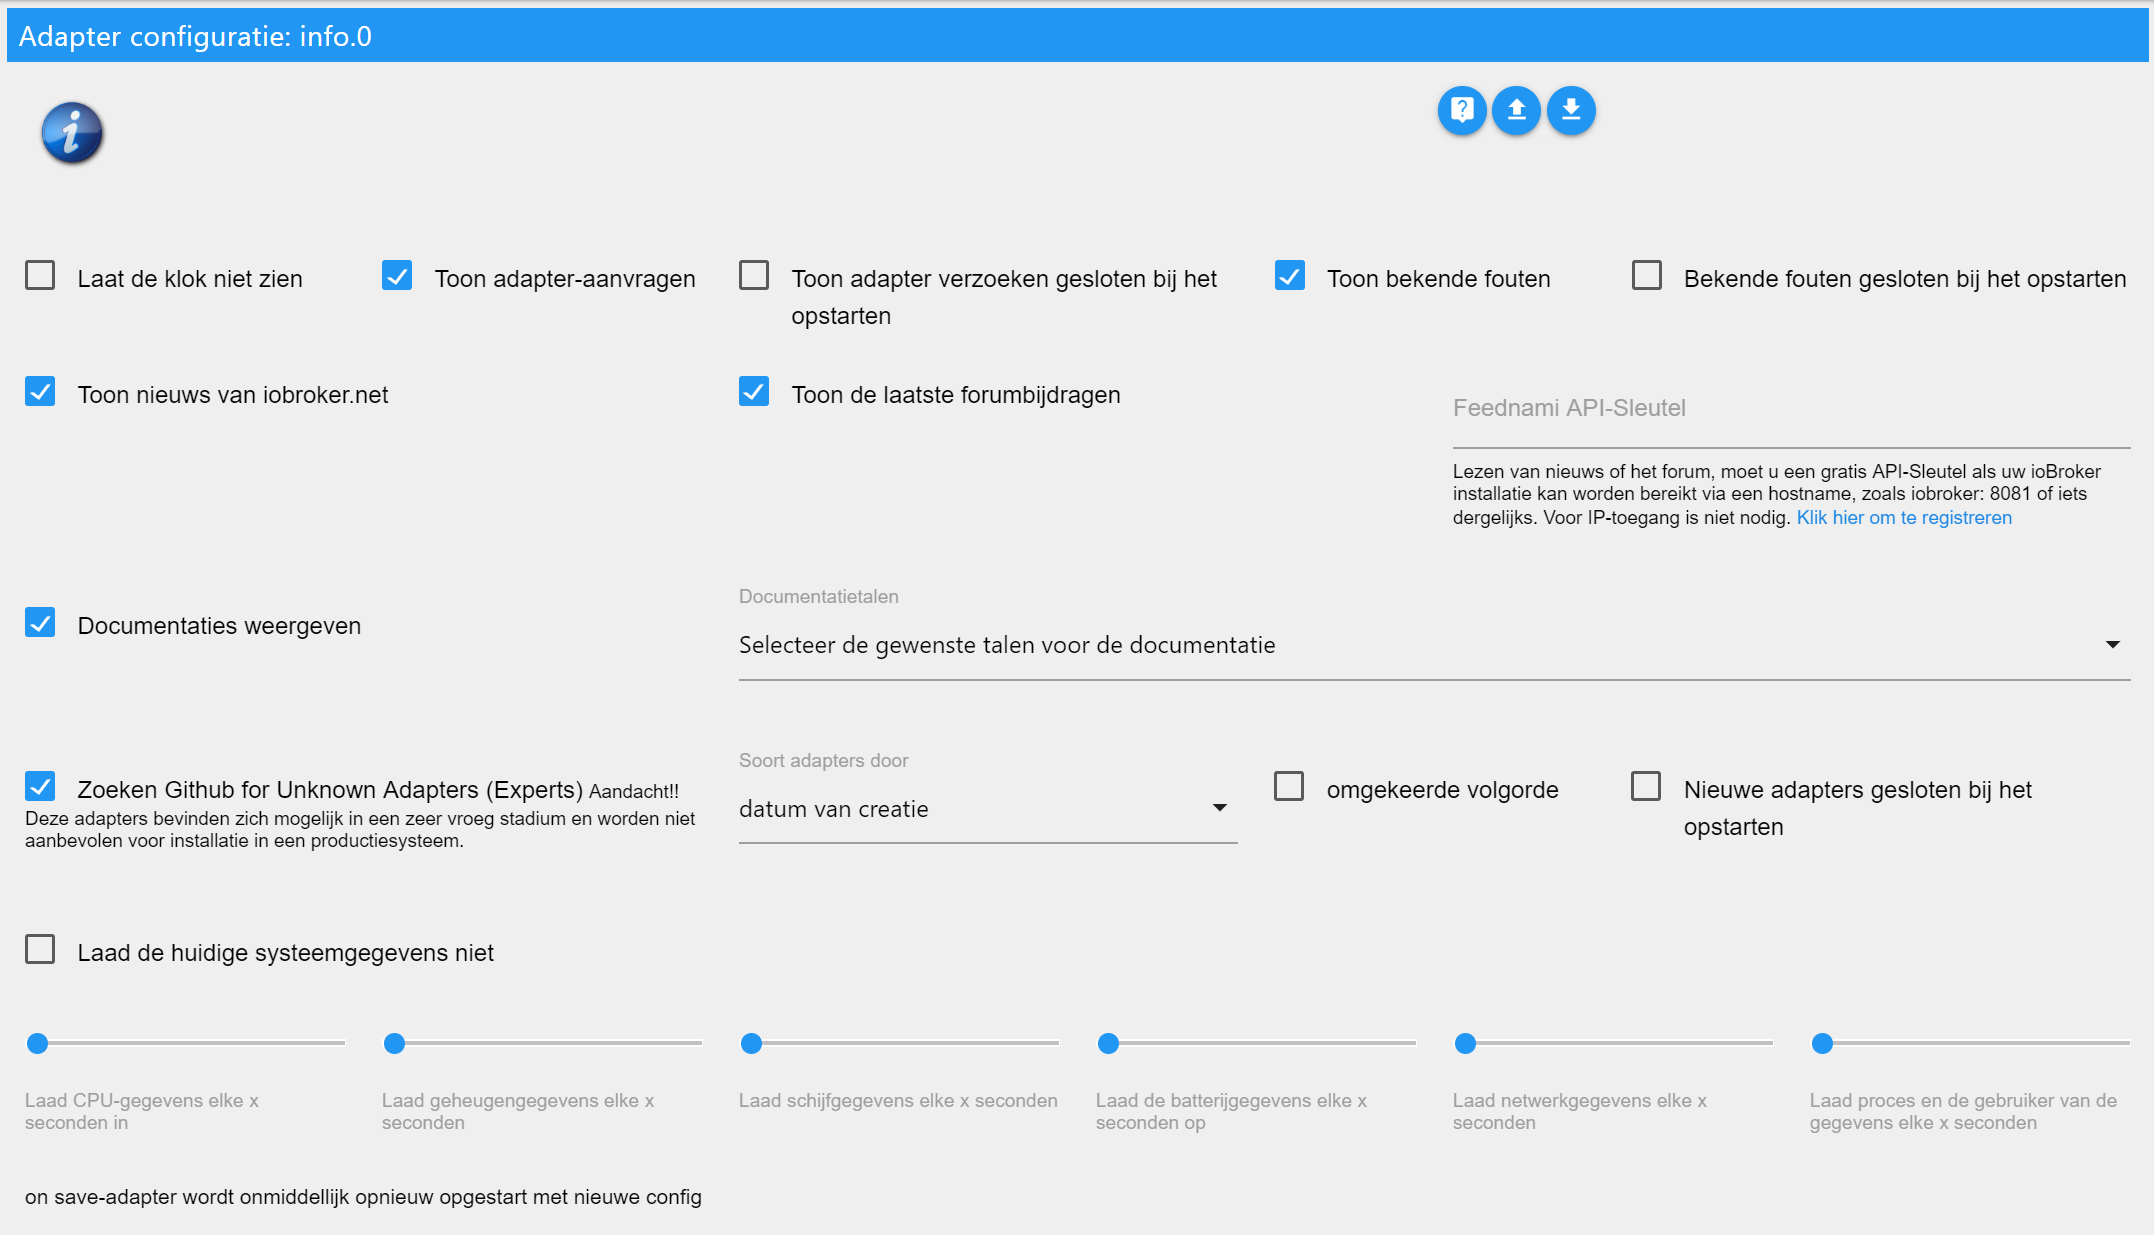 Adapter configuratie: info.0
Laat de klok niet zien
Toon adapter-aanvragen
Toon adapter verzoeken gesloten bij het
opstarten
Toon bekende fouten
Bekende fouten gesloten bij het opstarten
Toon nieuws van iobroker.net
Toon de laatste forumbijdragen
Feednami API-Sleutel
Lezen van nieuws of het forum, moet u een gratis API-Sleutel als uw ioBroker
installatie kan worden bereikt via een hostname, zoals iobroker: 8081 of iets
dergelijks. Voor IP-toegang is niet nodig. Klik hier om te registreren
Documentaties weergeven
Documentatietalen
Selecteer de gewenste talen voor de documentatie
Zoeken Github for Unknown Adapters (Experts) Aandacht!!
Deze adapters bevinden zich mogelijk in een zeer vroeg stadium en worden niet
aanbevolen voor installatie in een productiesysteem.
Soort adapters door
datum van creatie
omgekeerde volgorde
Nieuwe adapters gesloten bij het
opstarten
Laad de huidige systeemgegevens niet
Laad CPU-gegevens elke x
seconden in
Laad geheugengegevens elke x
seconden
Laad schijfgegevens elke x seconden
Laad de batterijgegevens elke x
seconden op
Laad netwerkgegevens elke x
seconden
Laad proces en de gebruiker van de
gegevens elke x seconden
on save-adapter wordt onmiddellijk opnieuw opgestart met nieuwe config